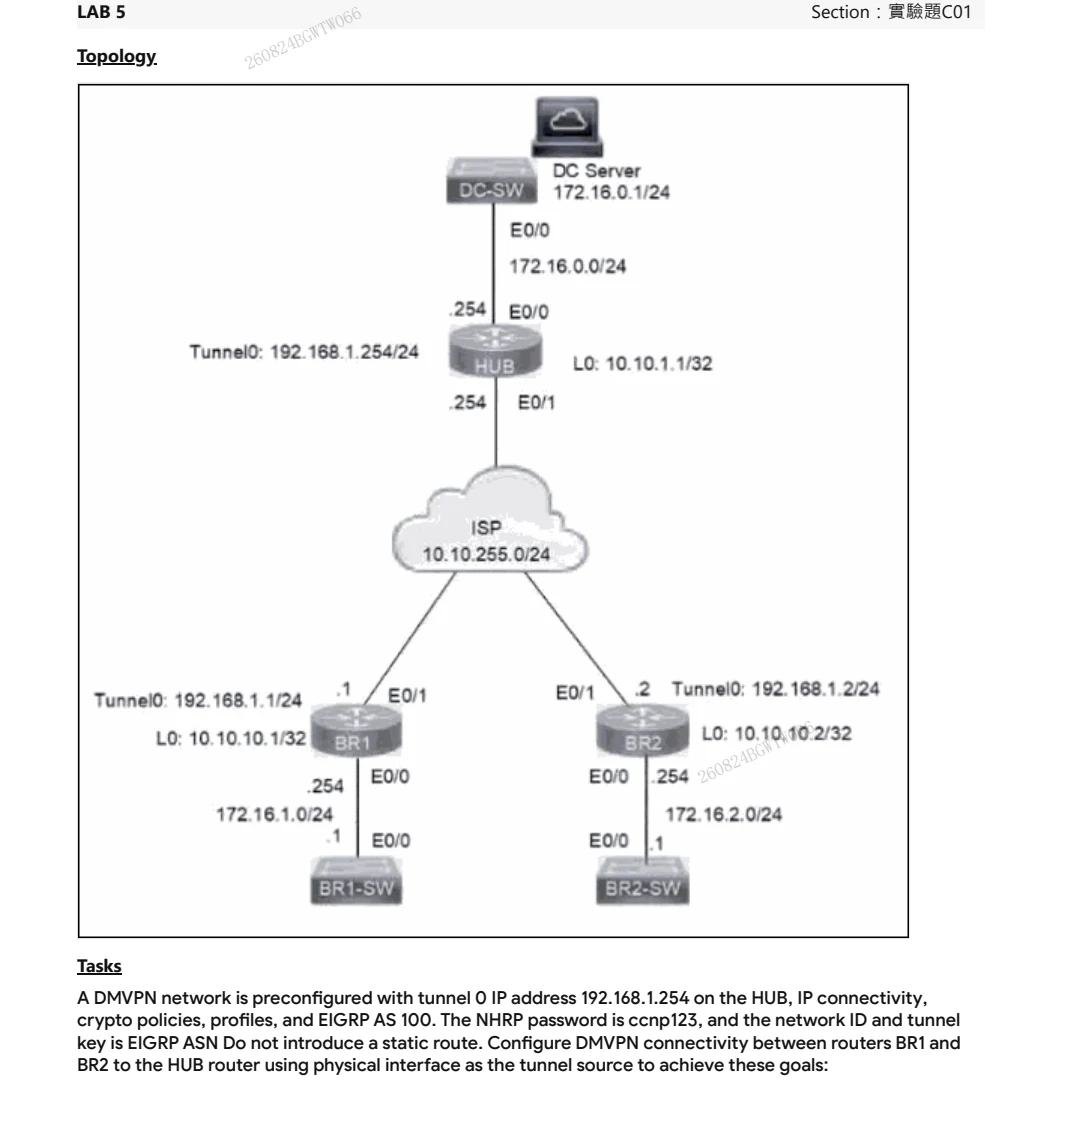 LAB 5
Section：實驗題C01
260824BGWTW066
Topology
DC Server
DC-SW
172.16.0.1/24
E0/0
172.16.0.0/24
.254
E0/0
Tunnel0: 192.168.1.254/24
HUB
L0: 10.10.1.1/32
.254
E0/1
ISP
10.10.255.0/24
Tunnel0: 192.168.1.1/24
.1
E0/1
E0/1
.2
Tunnel0: 192.168.1.2/24
L0: 10.10.10.1/32
BR1
BR2
L0: 10.10.10.2/32
260824BGWTW066
E0/0
E0/0
.254
.254
172.16.1.0/24
172.16.2.0/24
.1
E0/0
E0/0
.1
BR1-SW
BR2-SW
Tasks
A DMVPN network is preconfigured with tunnel 0 IP address 192.168.1.254 on the HUB, IP connectivity,
crypto policies, profiles, and EIGRP AS 100. The NHRP password is ccnp123, and the network ID and tunnel
key is EIGRP ASN Do not introduce a static route. Configure DMVPN connectivity between routers BR1 and
BR2 to the HUB router using physical interface as the tunnel source to achieve these goals: